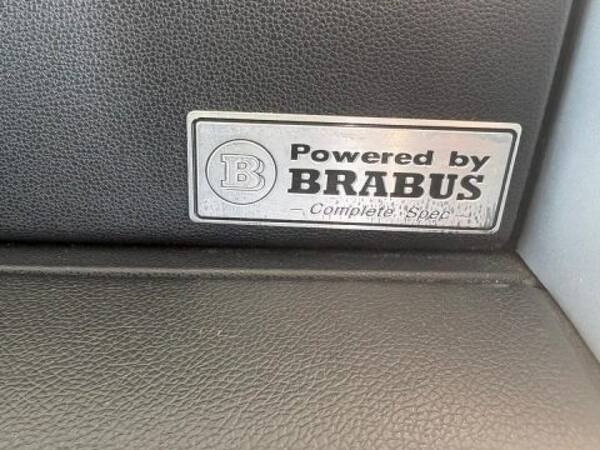 B
Powered by
BRABUS
- Complete Spec -